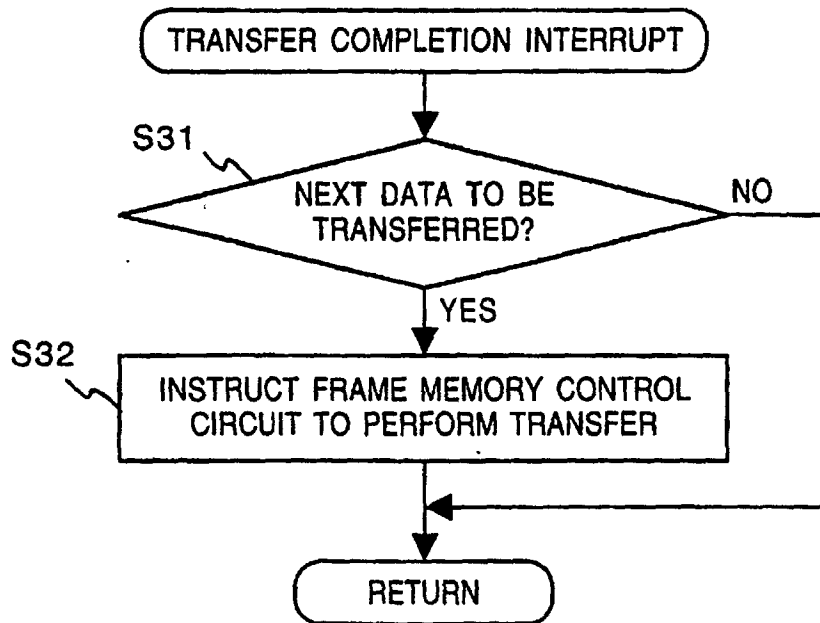 TRANSFER COMPLETION INTERRUPT
S31
NEXT DATA TO BE
TRANSFERRED?
NO
YES
S32
INSTRUCT FRAME MEMORY CONTROL
CIRCUIT TO PERFORM TRANSFER
RETURN